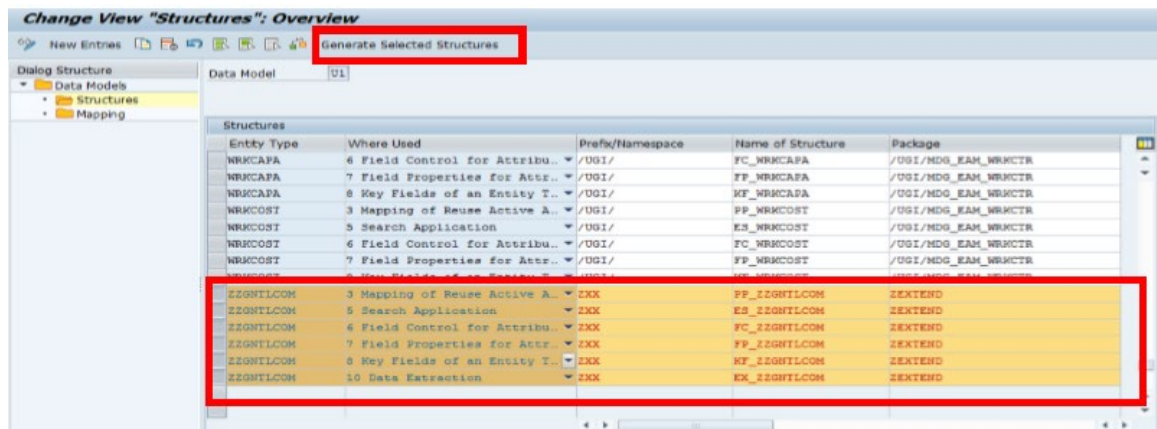 Change View "Structures": Overview
New Entries Generate Selected Structures
Dialog Structure
Data Models
Structures
Mapping
Data Model U1
Structures
Entity Type Where Used Prefix/Namespace Name of Structure Package
WRKCAPA 6 Field Control for Attribu.. /UGI/ FC_WRKCAPA /UGI/MDG_EAM_WRKCTR
WRKCAPA 7 Field Properties for Attr.. /UGI/ FP_WRKCAPA /UGI/MDG_EAM_WRKCTR
WRKCAPA 8 Key Fields of an Entity T.. /UGI/ KF_WRKCAPA /UGI/MDG_EAM_WRKCTR
WRKCOST 3 Mapping of Reuse Active A.. /UGI/ PP_WRKCOST /UGI/MDG_EAM_WRKCTR
WRKCOST 5 Search Application /UGI/ ES_WRKCOST /UGI/MDG_EAM_WRKCTR
WRKCOST 6 Field Control for Attribu.. /UGI/ FC_WRKCOST /UGI/MDG_EAM_WRKCTR
WRKCOST 7 Field Properties for Attr.. /UGI/ FP_WRKCOST /UGI/MDG_EAM_WRKCTR
ZZGNTLCOM 3 Mapping of Reuse Active A.. ZXX PP_ZZGNTLCOM ZEXTEND
ZZGNTLCOM 5 Search Application ZXX ES_ZZGNTLCOM ZEXTEND
ZZGNTLCOM 6 Field Control for Attribu.. ZXX FC_ZZGNTLCOM ZEXTEND
ZZGNTLCOM 7 Field Properties for Attr.. ZXX FP_ZZGNTLCOM ZEXTEND
ZZGNTLCOM 8 Key Fields of an Entity T.. ZXX KF_ZZGNTLCOM ZEXTEND
ZZGNTLCOM 10 Data Extraction ZXX EX_ZZGNTLCOM ZEXTEND